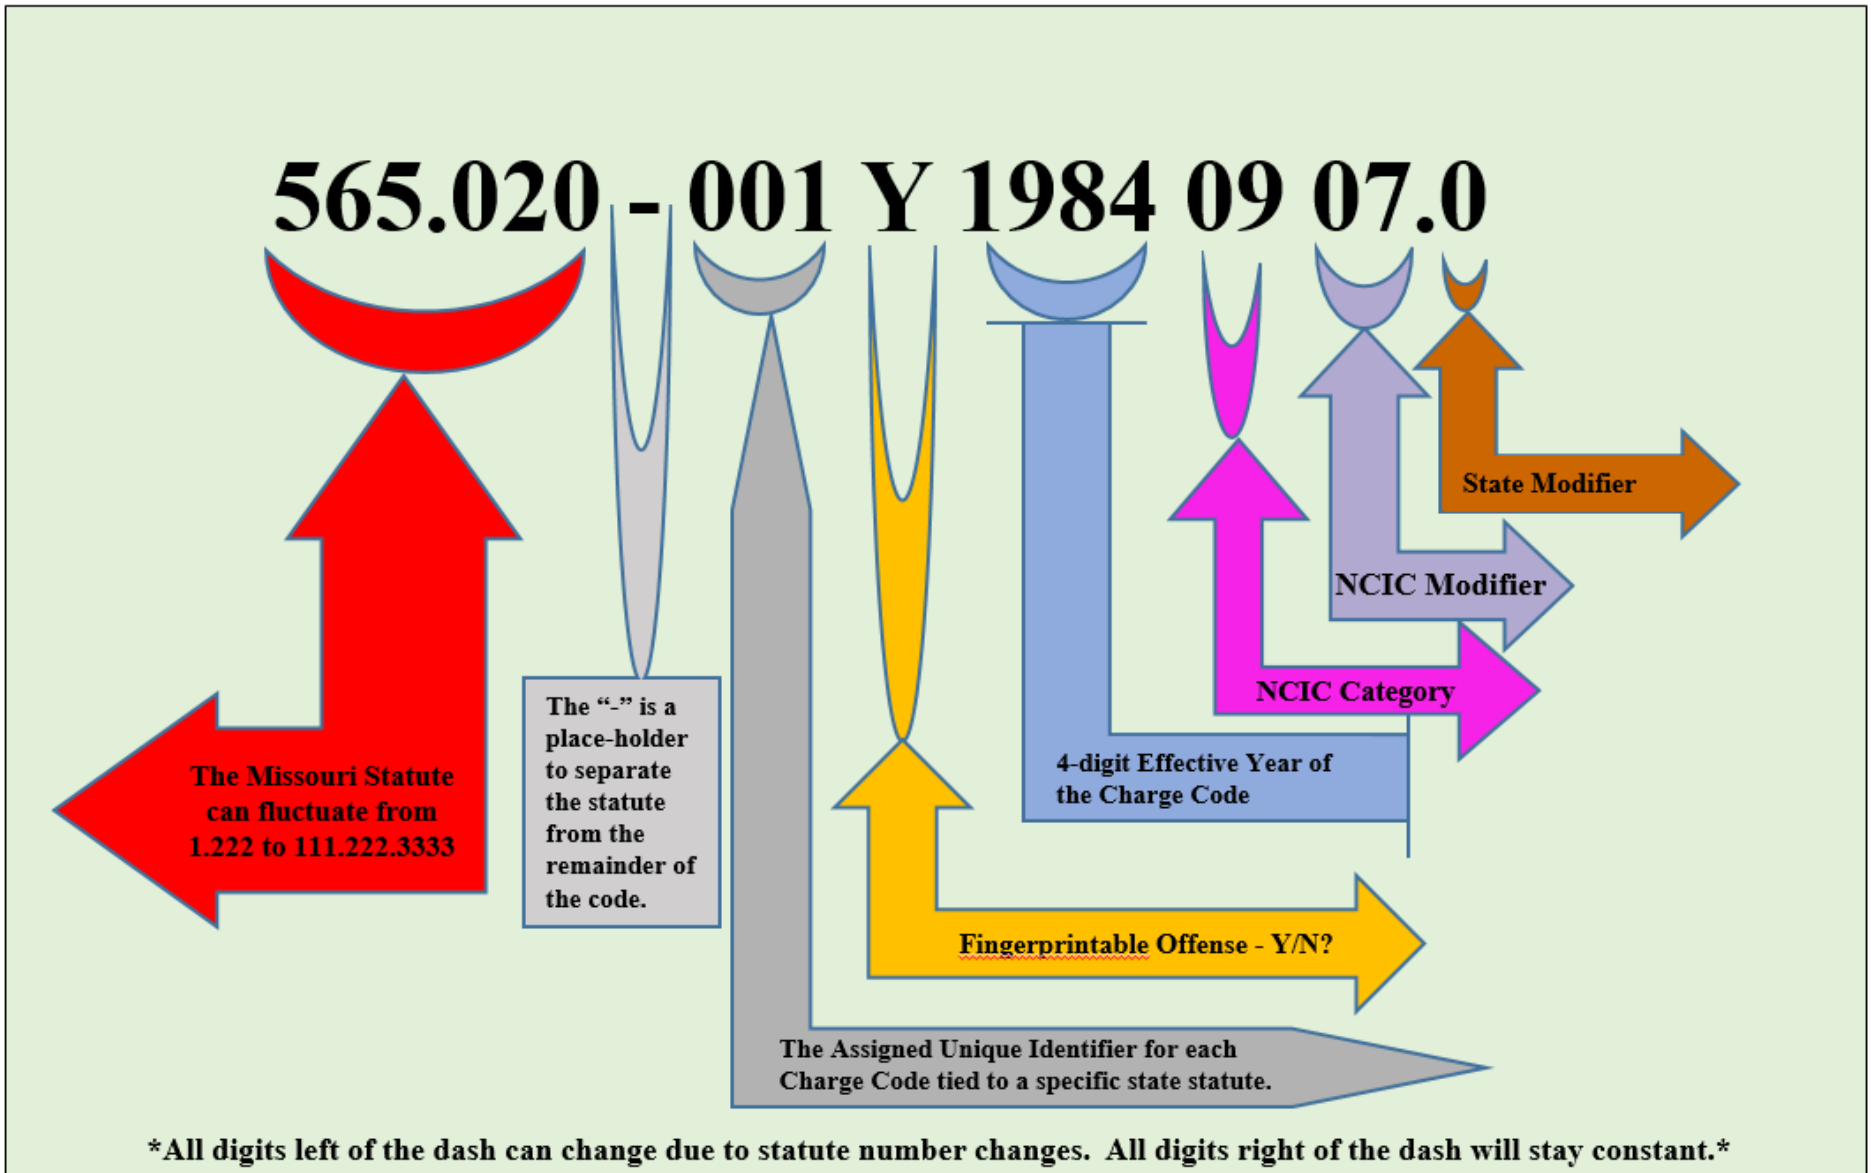 565.020 - 001 Y 1984 09 07.0
State Modifier
NCIC Modifier
NCIC Category
4-digit Effective Year of
the Charge Code
The “-” is a
place-holder
to separate
the statute
from the
remainder of
the code.
The Missouri Statute
can fluctuate from
1.222 to 111.222.3333
Fingerprintable Offense - Y/N?
The Assigned Unique Identifier for each
Charge Code tied to a specific state statute.
*All digits left of the dash can change due to statute number changes.  All digits right of the dash will stay constant.*